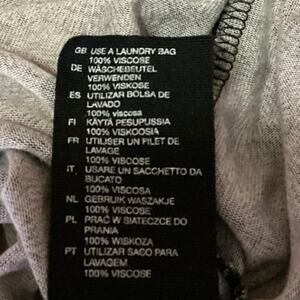 GB USE A LAUNDRY BAG
100% VISCOSE
DE WÄSCHEBEUTEL
VERWENDEN
100% VISKOSE
ES UTILIZAR BOLSA DE
LAVADO
100% viscosa
FI KÄYTÄ PESUPUSSIA
100% VISKOOSIA
FR UTILISER UN FILET DE
LAVAGE
100% VISCOSE
IT USARE UN SACCHETTO DA
BUCATO
100% VISCOSA
NL GEBRUIK WASZAKJE
100% VISCOSE
PL PRAĆ W SIATECZCE DO
PRANIA
100% WISKOZA
PT UTILIZAR SACO PARA
LAVAGEM
100% VISCOSE